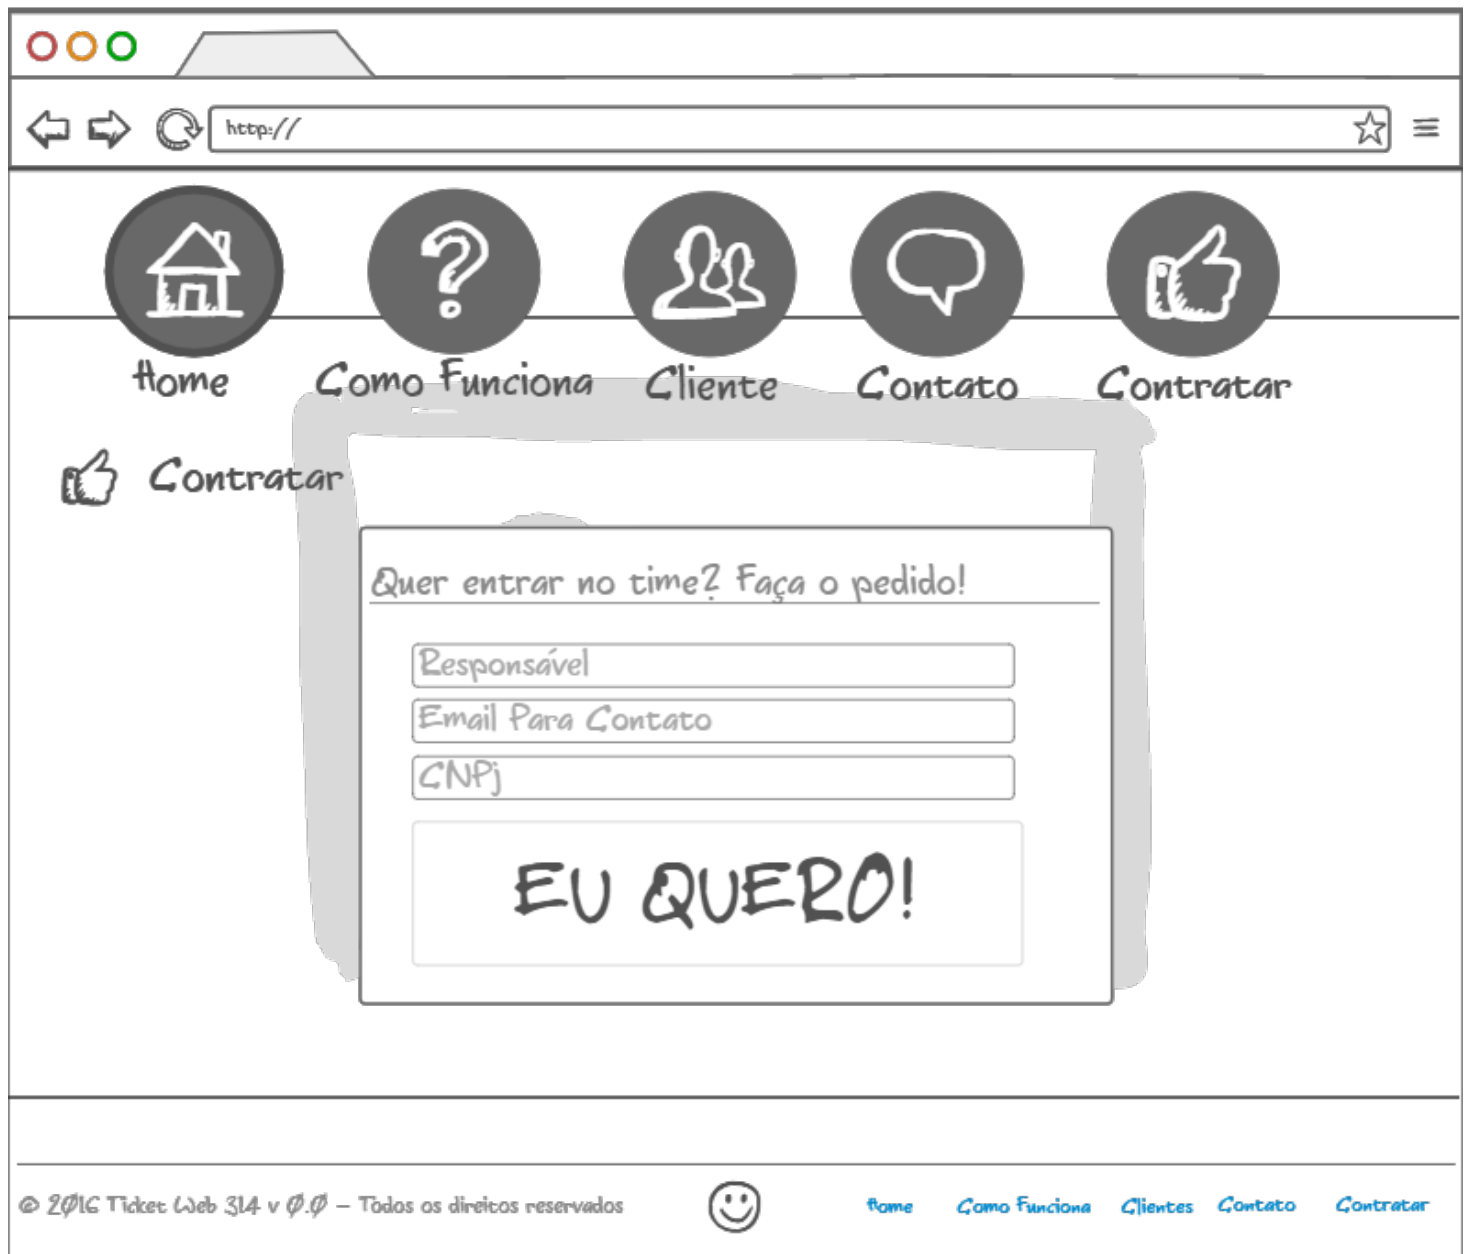 http://
Home Como Funciona Cliente Contato Contratar
Contratar
Quer entrar no time? Faça o pedido!
Responsável
Email Para Contato
CNPj
EU QUERO!
© 2016 Ticket Web 314 v 0.0 – Todos os direitos reservados Home Como Funciona Clientes Contato Contratar